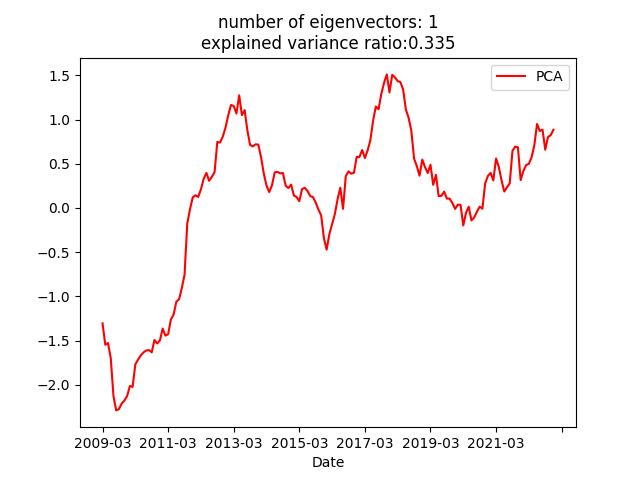 number of eigenvectors: 1
explained variance ratio:0.335
PCA
1.5
1.0
0.5
0.0
−0.5
−1.0
−1.5
−2.0
2009-03 2011-03 2013-03 2015-03 2017-03 2019-03 2021-03
Date